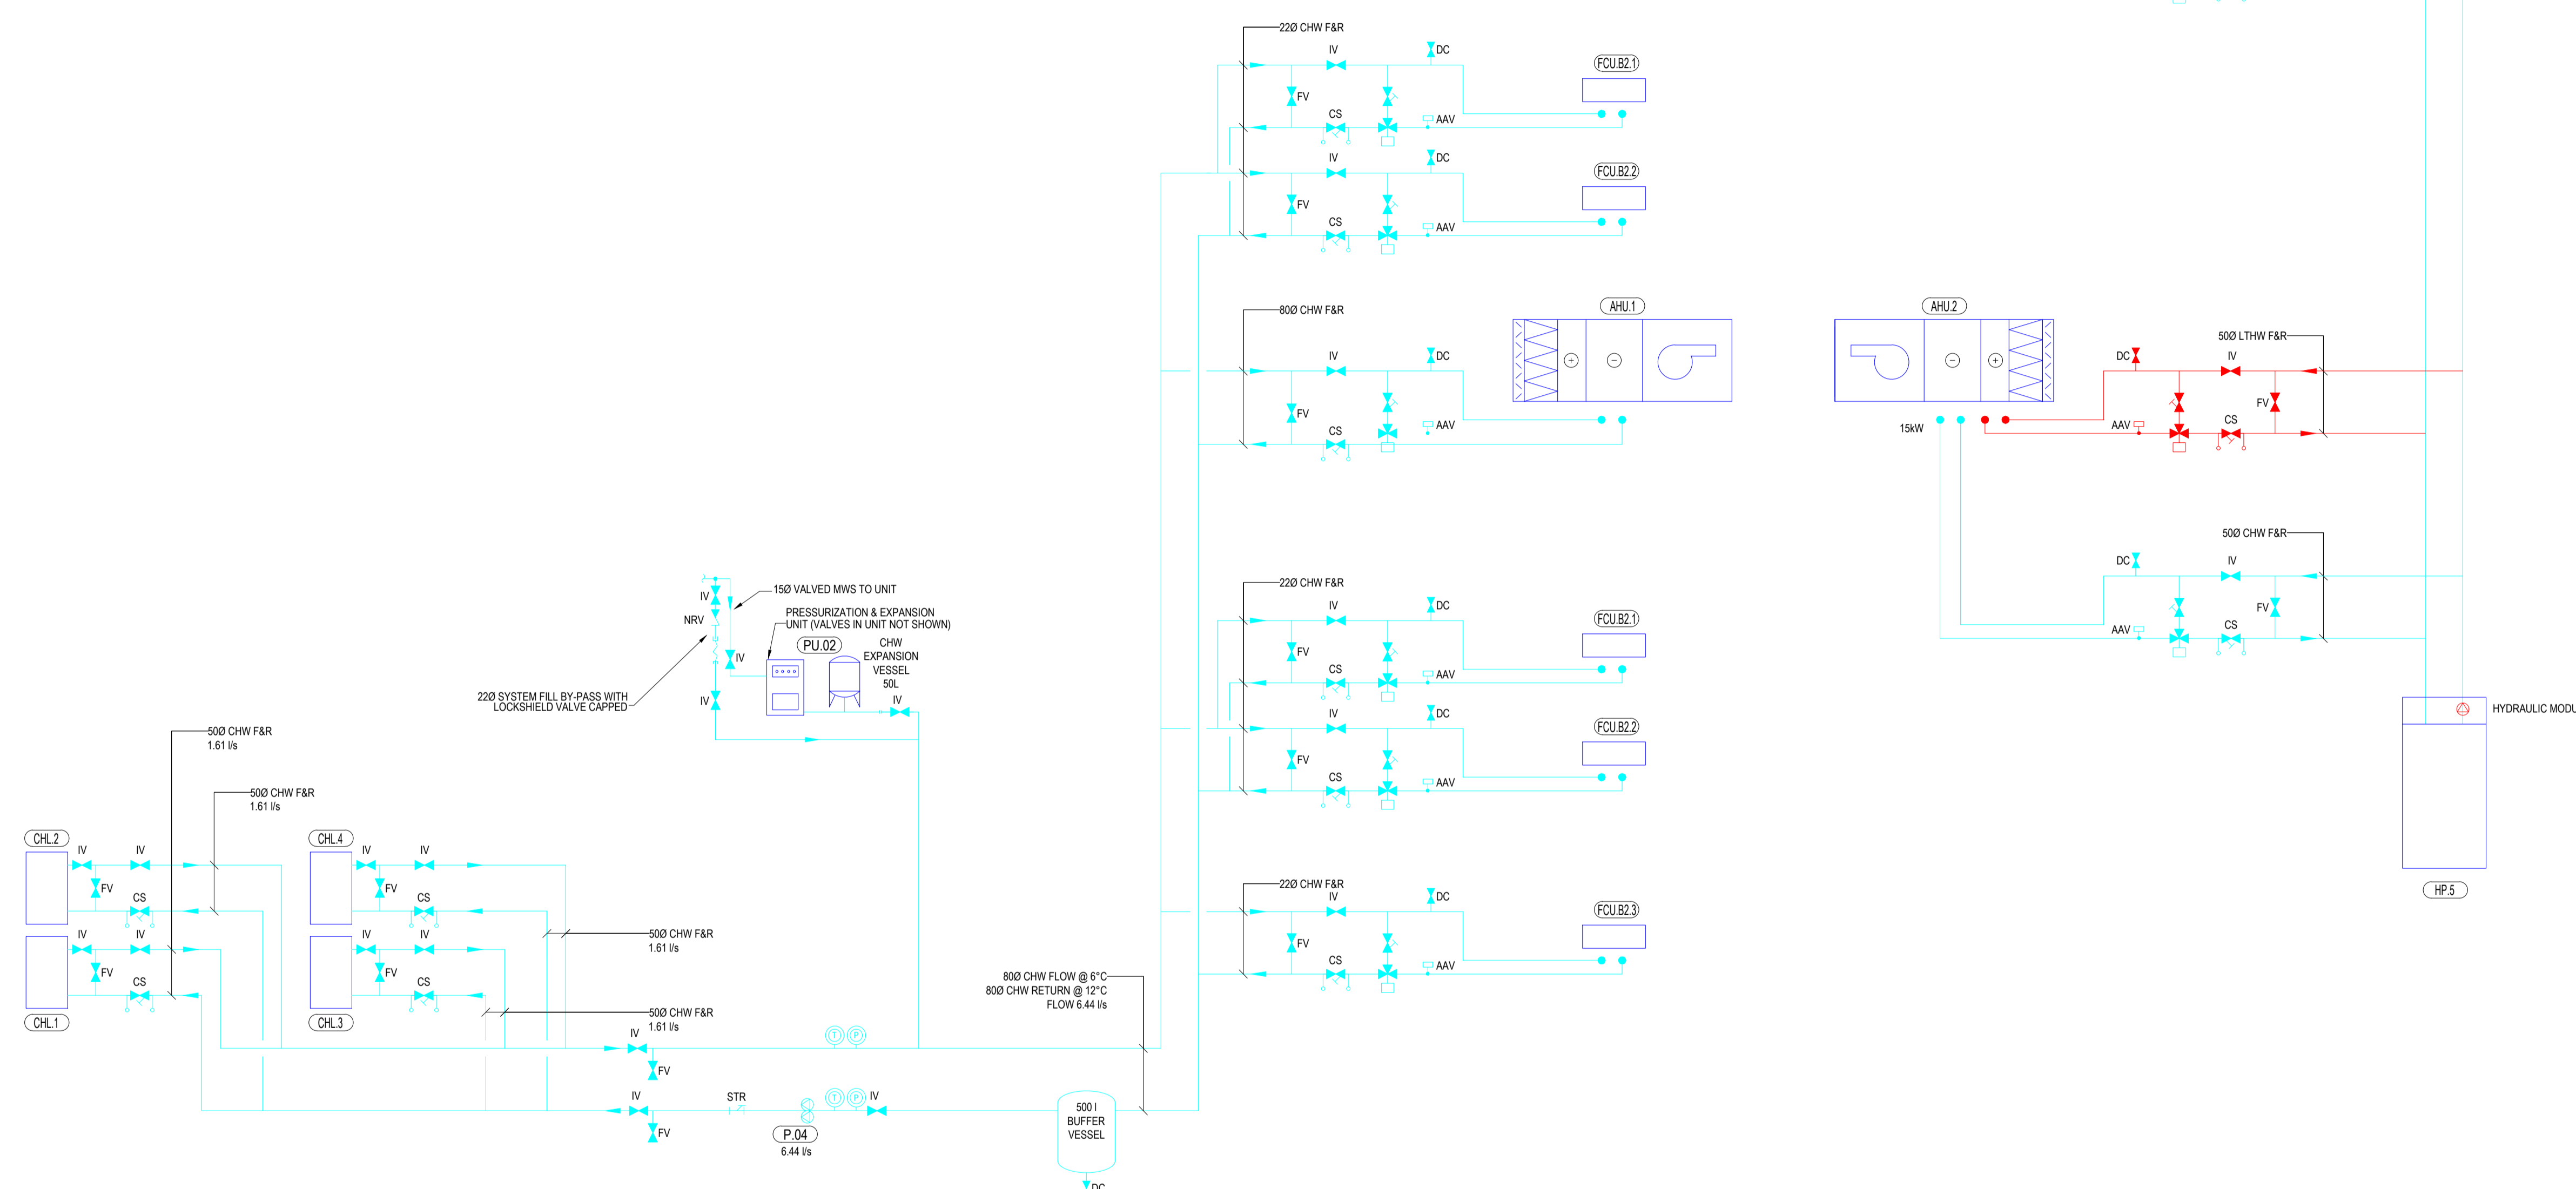 22Ø CHW F&R
IV
DC
FCU.B2.1
FV
CS
AAV
IV
DC
FCU.B2.2
FV
CS
AAV
80Ø CHW F&R
AHU.1
IV
DC
FV
CS
AAV
AHU.2
50Ø LTHW F&R
DC
IV
FV
15kW
AAV
CS
50Ø CHW F&R
DC
IV
FV
AAV
CS
HYDRAULIC
HP.5
IV
15Ø VALVED MWS TO UNIT
NRV
PRESSURIZATION & EXPANSION
UNIT (VALVES IN UNIT NOT SHOWN)
PU.02
CHW
EXPANSION
VESSEL
50L
IV
IV
IV
22Ø SYSTEM FILL BY-PASS WITH
LOCKSHIELD VALVE CAPPED
22Ø CHW F&R
IV
DC
FCU.B2.1
FV
CS
AAV
IV
DC
FCU.B2.2
FV
CS
AAV
22Ø CHW F&R
IV
DC
FCU.B2.3
FV
CS
AAV
50Ø CHW F&R
1.61 l/s
50Ø CHW F&R
1.61 l/s
CHL.2
IV
IV
FV
CS
IV
IV
FV
CS
CHL.1
CHL.4
IV
IV
FV
CS
IV
IV
FV
CS
CHL.3
50Ø CHW F&R
1.61 l/s
50Ø CHW F&R
1.61 l/s
80Ø CHW FLOW @ 6°C
80Ø CHW RETURN @ 12°C
FLOW 6.44 l/s
IV
T
P
FV
IV
STR
T
P
IV
FV
P.04
6.44 l/s
500 l
BUFFER
VESSEL
DC